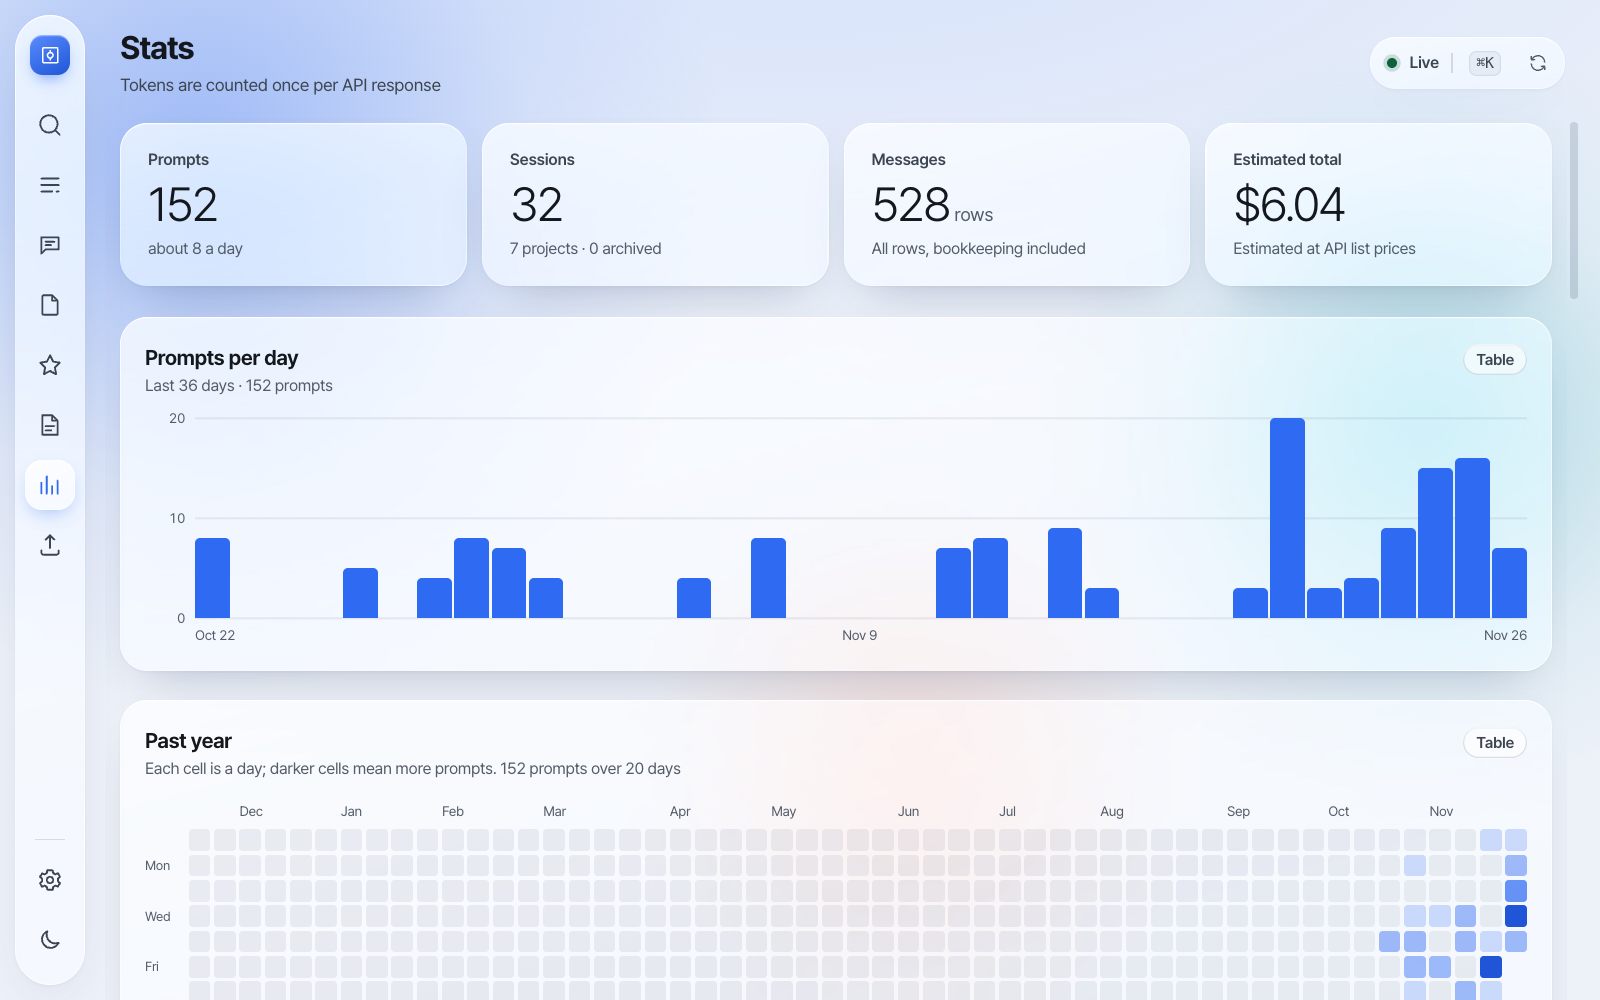 Stats
Tokens are counted once per API response
Live
⌘K
Prompts
152
about 8 a day
Sessions
32
7 projects · 0 archived
Messages
528 rows
All rows, bookkeeping included
Estimated total
$6.04
Estimated at API list prices
Prompts per day
Last 36 days · 152 prompts
Table
20
10
0
Oct 22
Nov 9
Nov 26
Past year
Each cell is a day; darker cells mean more prompts. 152 prompts over 20 days
Table
Dec Jan Feb Mar Apr May Jun Jul Aug Sep Oct Nov
Mon
Wed
Fri